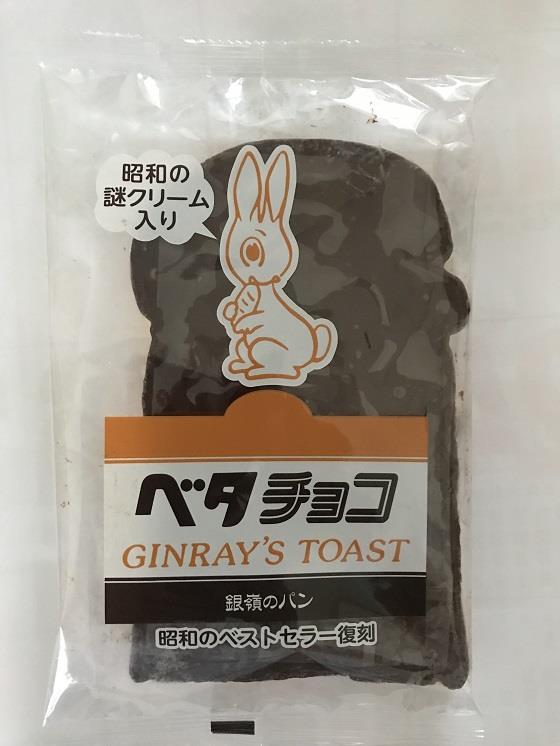 昭和の
謎クリーム
入り
ベタチョコ
GINRAY'S TOAST
銀嶺のパン
昭和のベストセラー復刻